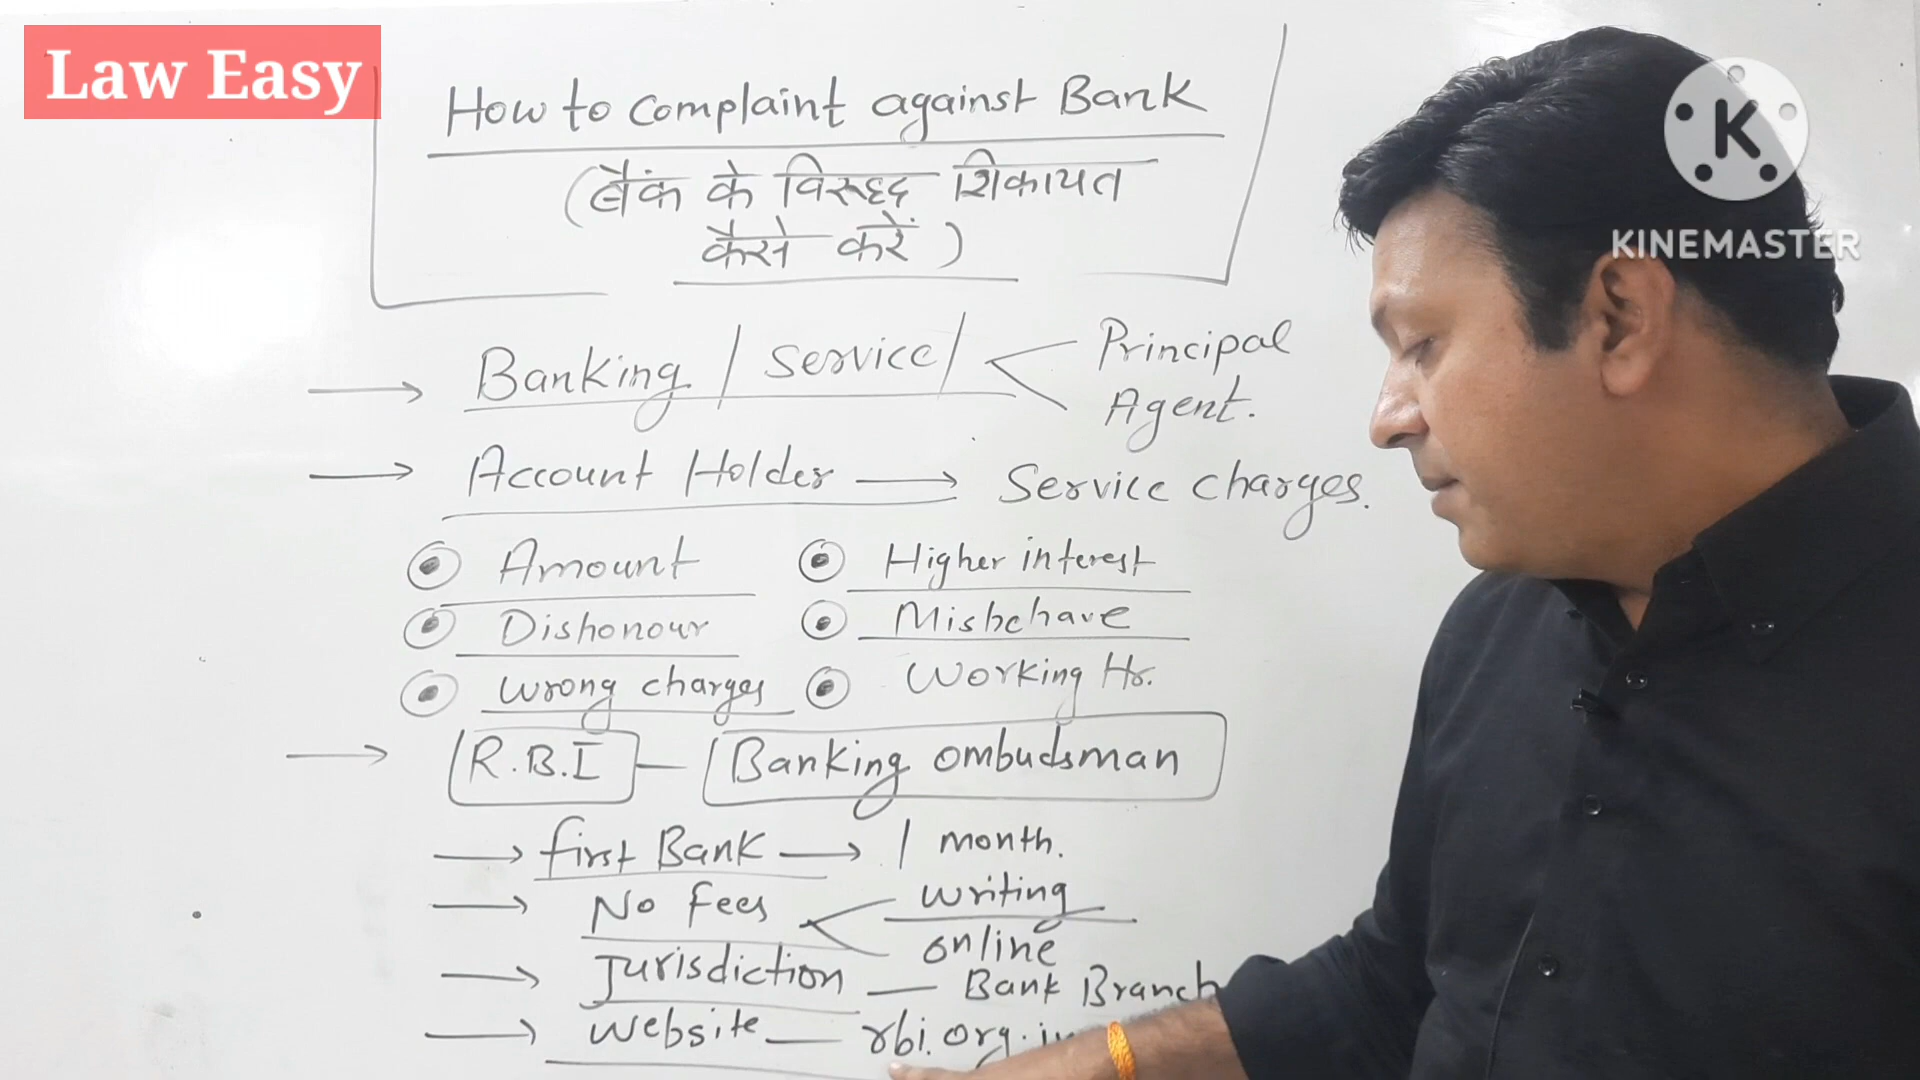 Law Easy
How to complaint against Bank
(बैंक के विरूद्द शिकायत
कैसे करें)
K
KINEMASTER
→ Banking / Service / Principal
Agent.
→ Account Holder → Service charges.
Amount
Higher interest
Dishonour
Misbehave
Wrong charges
Working Hr.
→ R.B.I — Banking ombudsman
→ first Bank → 1 month.
→ No fees writing
online
→ Jurisdiction — Bank Branch
→ website — rbi.org.in